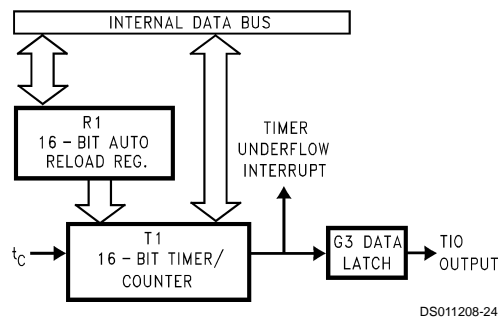 INTERNAL DATA BUS
R1
16-BIT AUTO
RELOAD REG.
TIMER
UNDERFLOW
INTERRUPT
tC
T1
16-BIT TIMER/
COUNTER
G3 DATA
LATCH
TIO
OUTPUT
DS011208-24